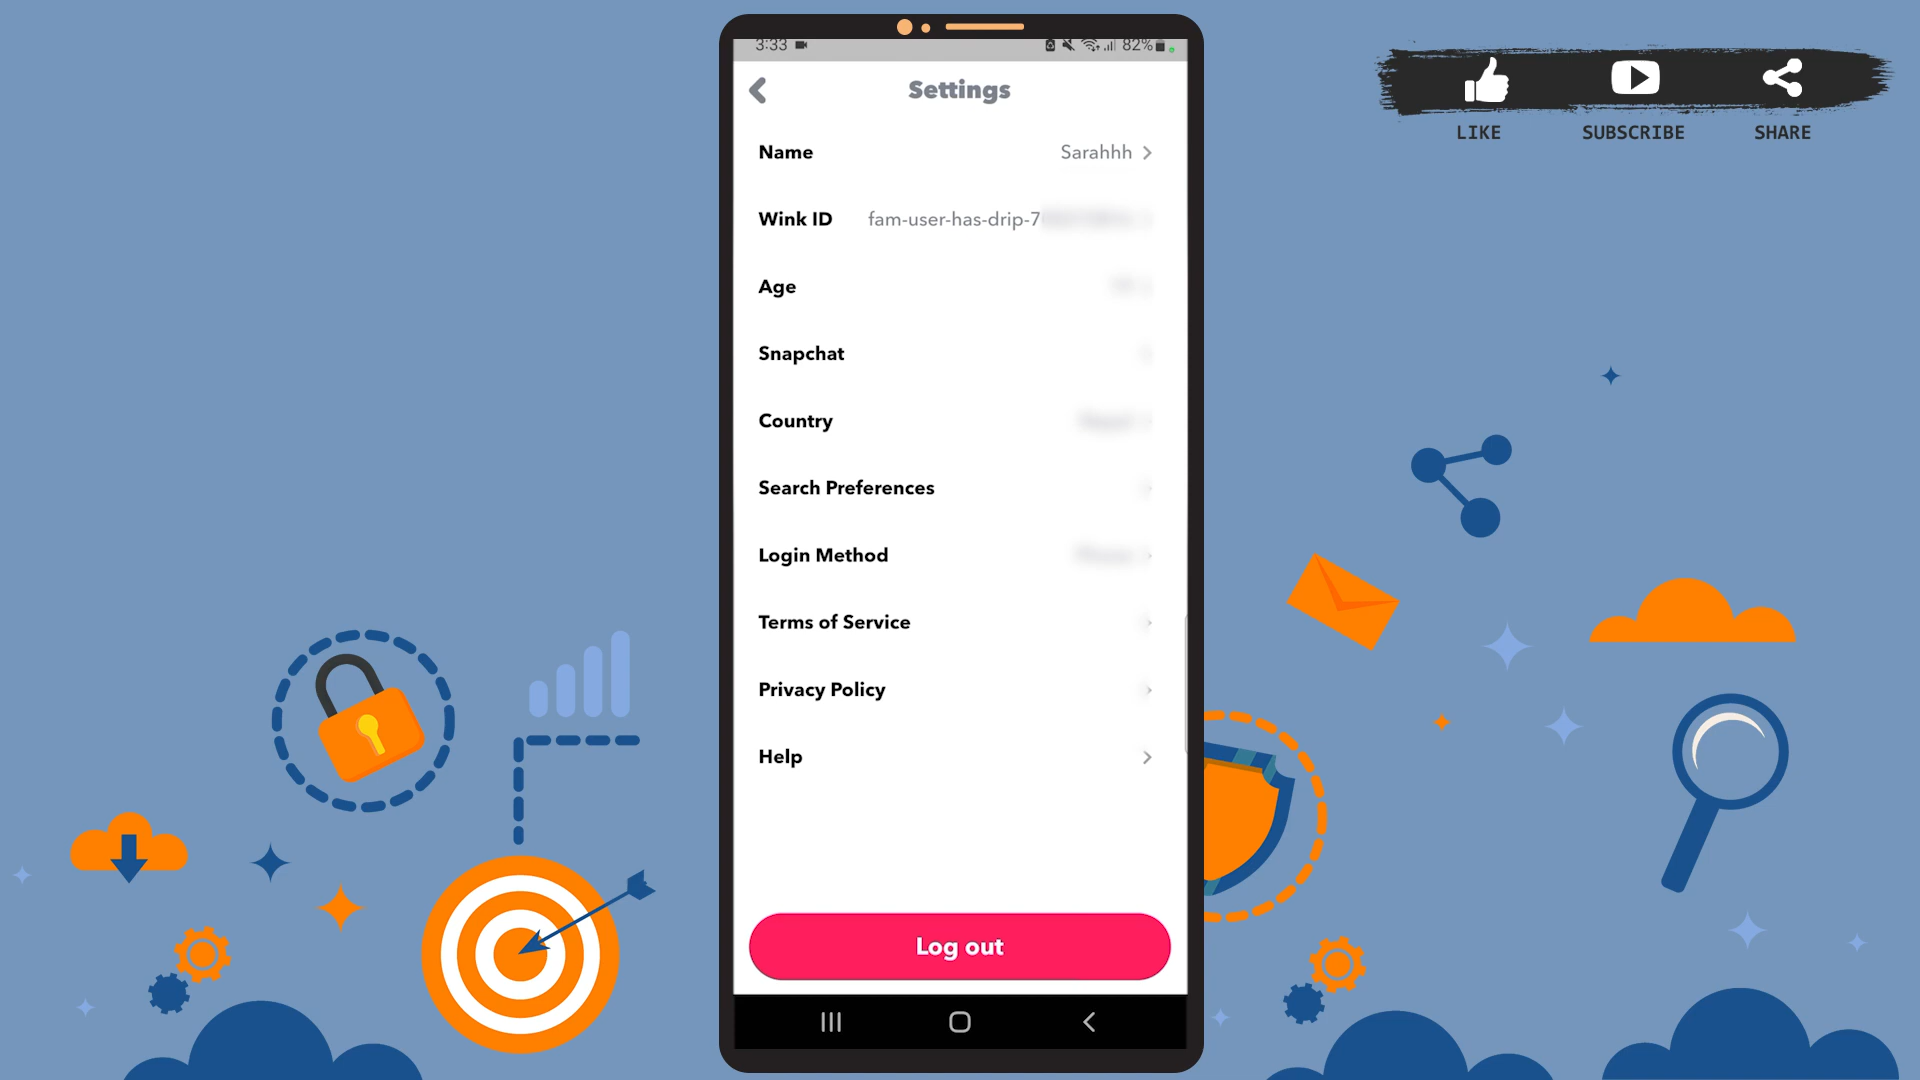 3:33
82%
Settings
Name Sarahhh
Wink ID fam-user-has-drip-7
Age
Snapchat
Country
Search Preferences
Login Method
Terms of Service
Privacy Policy
Help
Log out
LIKE SUBSCRIBE SHARE